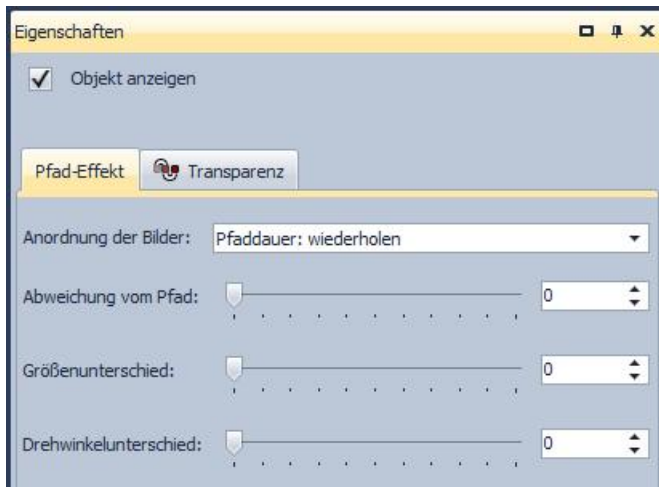 Eigenschaften
Objekt anzeigen
Pfad-Effekt Transparenz
Anordnung der Bilder: Pfaddauer: wiederholen
Abweichung vom Pfad: 0
Größenunterschied: 0
Drehwinkelunterschied: 0